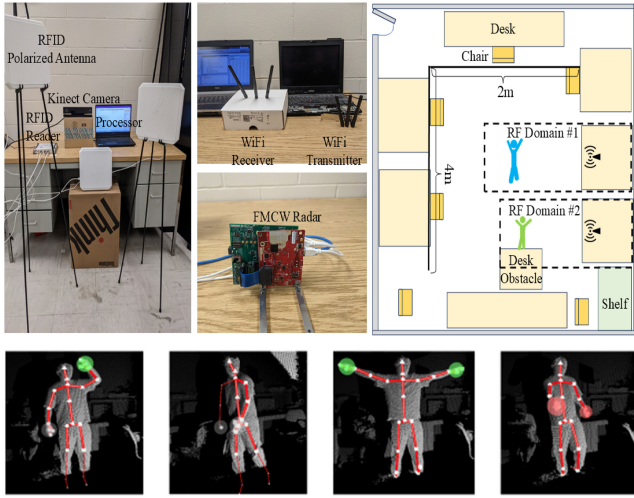 RFID
Polarized Antenna
Kinect Camera
RFID
Reader
Processor
Think
WiFi
Receiver
WiFi
Transmitter
FMCW Radar
Desk
Chair
2m
4m
RF Domain #1
RF Domain #2
Desk
Obstacle
Shelf